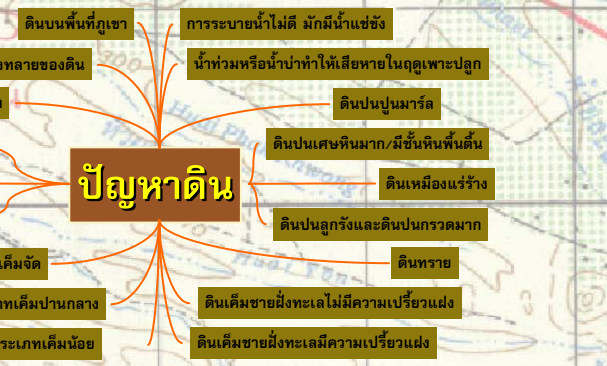 ดินบนพื้นที่ภูเขา
การระบายน้ำไม่ดี มักมีน้ำแช่ขัง
ทลายของดิน
น้ำท่วมหรือน้ำบ่าทำให้เสียหายในฤดูเพาะปลูก
ดินปนปูนมาร์ล
ดินปนเศษหินมาก/มีชั้นหินพื้นตื้น
ปัญหาดิน
ดินเหมืองแร่ร้าง
ดินปนลูกรังและดินปนกรวดมาก
เค็มจัด
ดินทราย
ทเค็มปานกลาง
ดินเค็มชายฝั่งทะเลไม่มีความเปรี้ยวแฝง
ระเภทเค็มน้อย
ดินเค็มชายฝั่งทะเลมีความเปรี้ยวแฝง